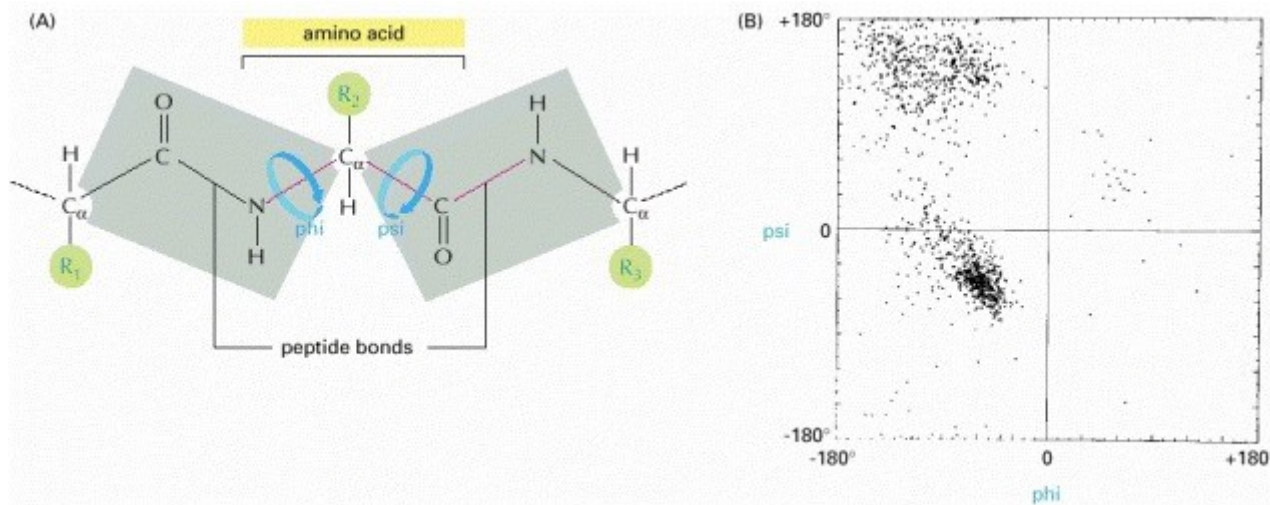 (A)
amino acid
R2
O
H
H
H
C
Cα
N
Cα
N
C
Cα
H
phi
psi
H
O
R1
R3
peptide bonds
(B)
+180°
psi
0
-180°
-180°
0
+180
phi